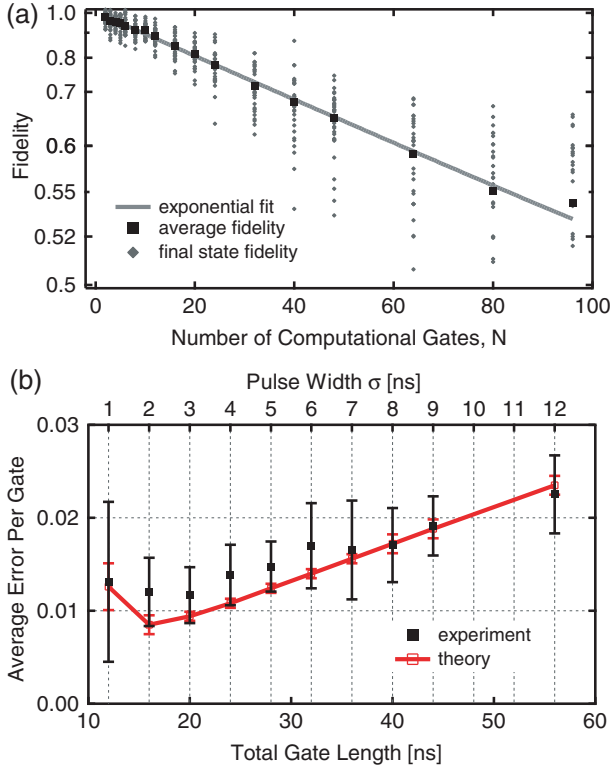 (a)
1.0
0.9
0.8
0.7
0.6
0.55
0.52
0.5
Fidelity
exponential fit
average fidelity
final state fidelity
0 20 40 60 80 100
Number of Computational Gates, N
(b)
Pulse Width σ [ns]
1 2 3 4 5 6 7 8 9 10 11 12
0.03
0.02
0.01
0.00
Average Error Per Gate
experiment
theory
10 20 30 40 50 60
Total Gate Length [ns]